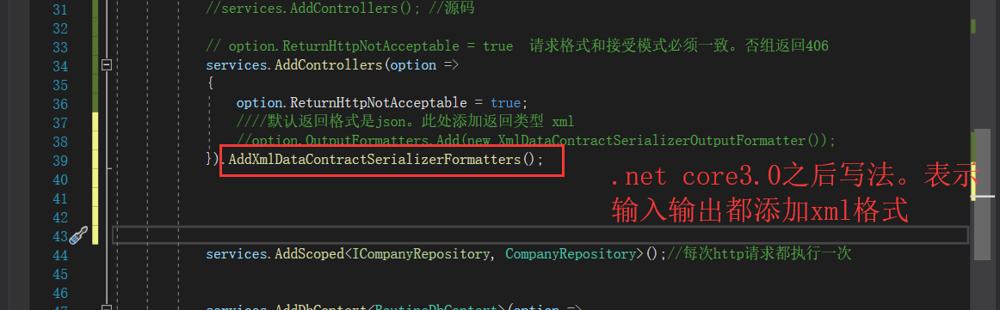 31 //services.AddControllers(); //源码
32
33 // option.ReturnHttpNotAcceptable = true  请求格式和接受模式必须一致。否组返回406
34 services.AddControllers(option =>
35 {
36 option.ReturnHttpNotAcceptable = true;
37 ////默认返回格式是json。此处添加返回类型 xml
38 //option.OutputFormatters.Add(new XmlDataContractSerializerOutputFormatter());
39 }).AddXmlDataContractSerializerFormatters();
.net core3.0之后写法。表示
输入输出都添加xml格式
40
41
42
43
44 services.AddScoped<ICompanyRepository, CompanyRepository>();//每次http请求都执行一次
45
46
47 services.AddDbContext<RoutineDbContext>(option =>